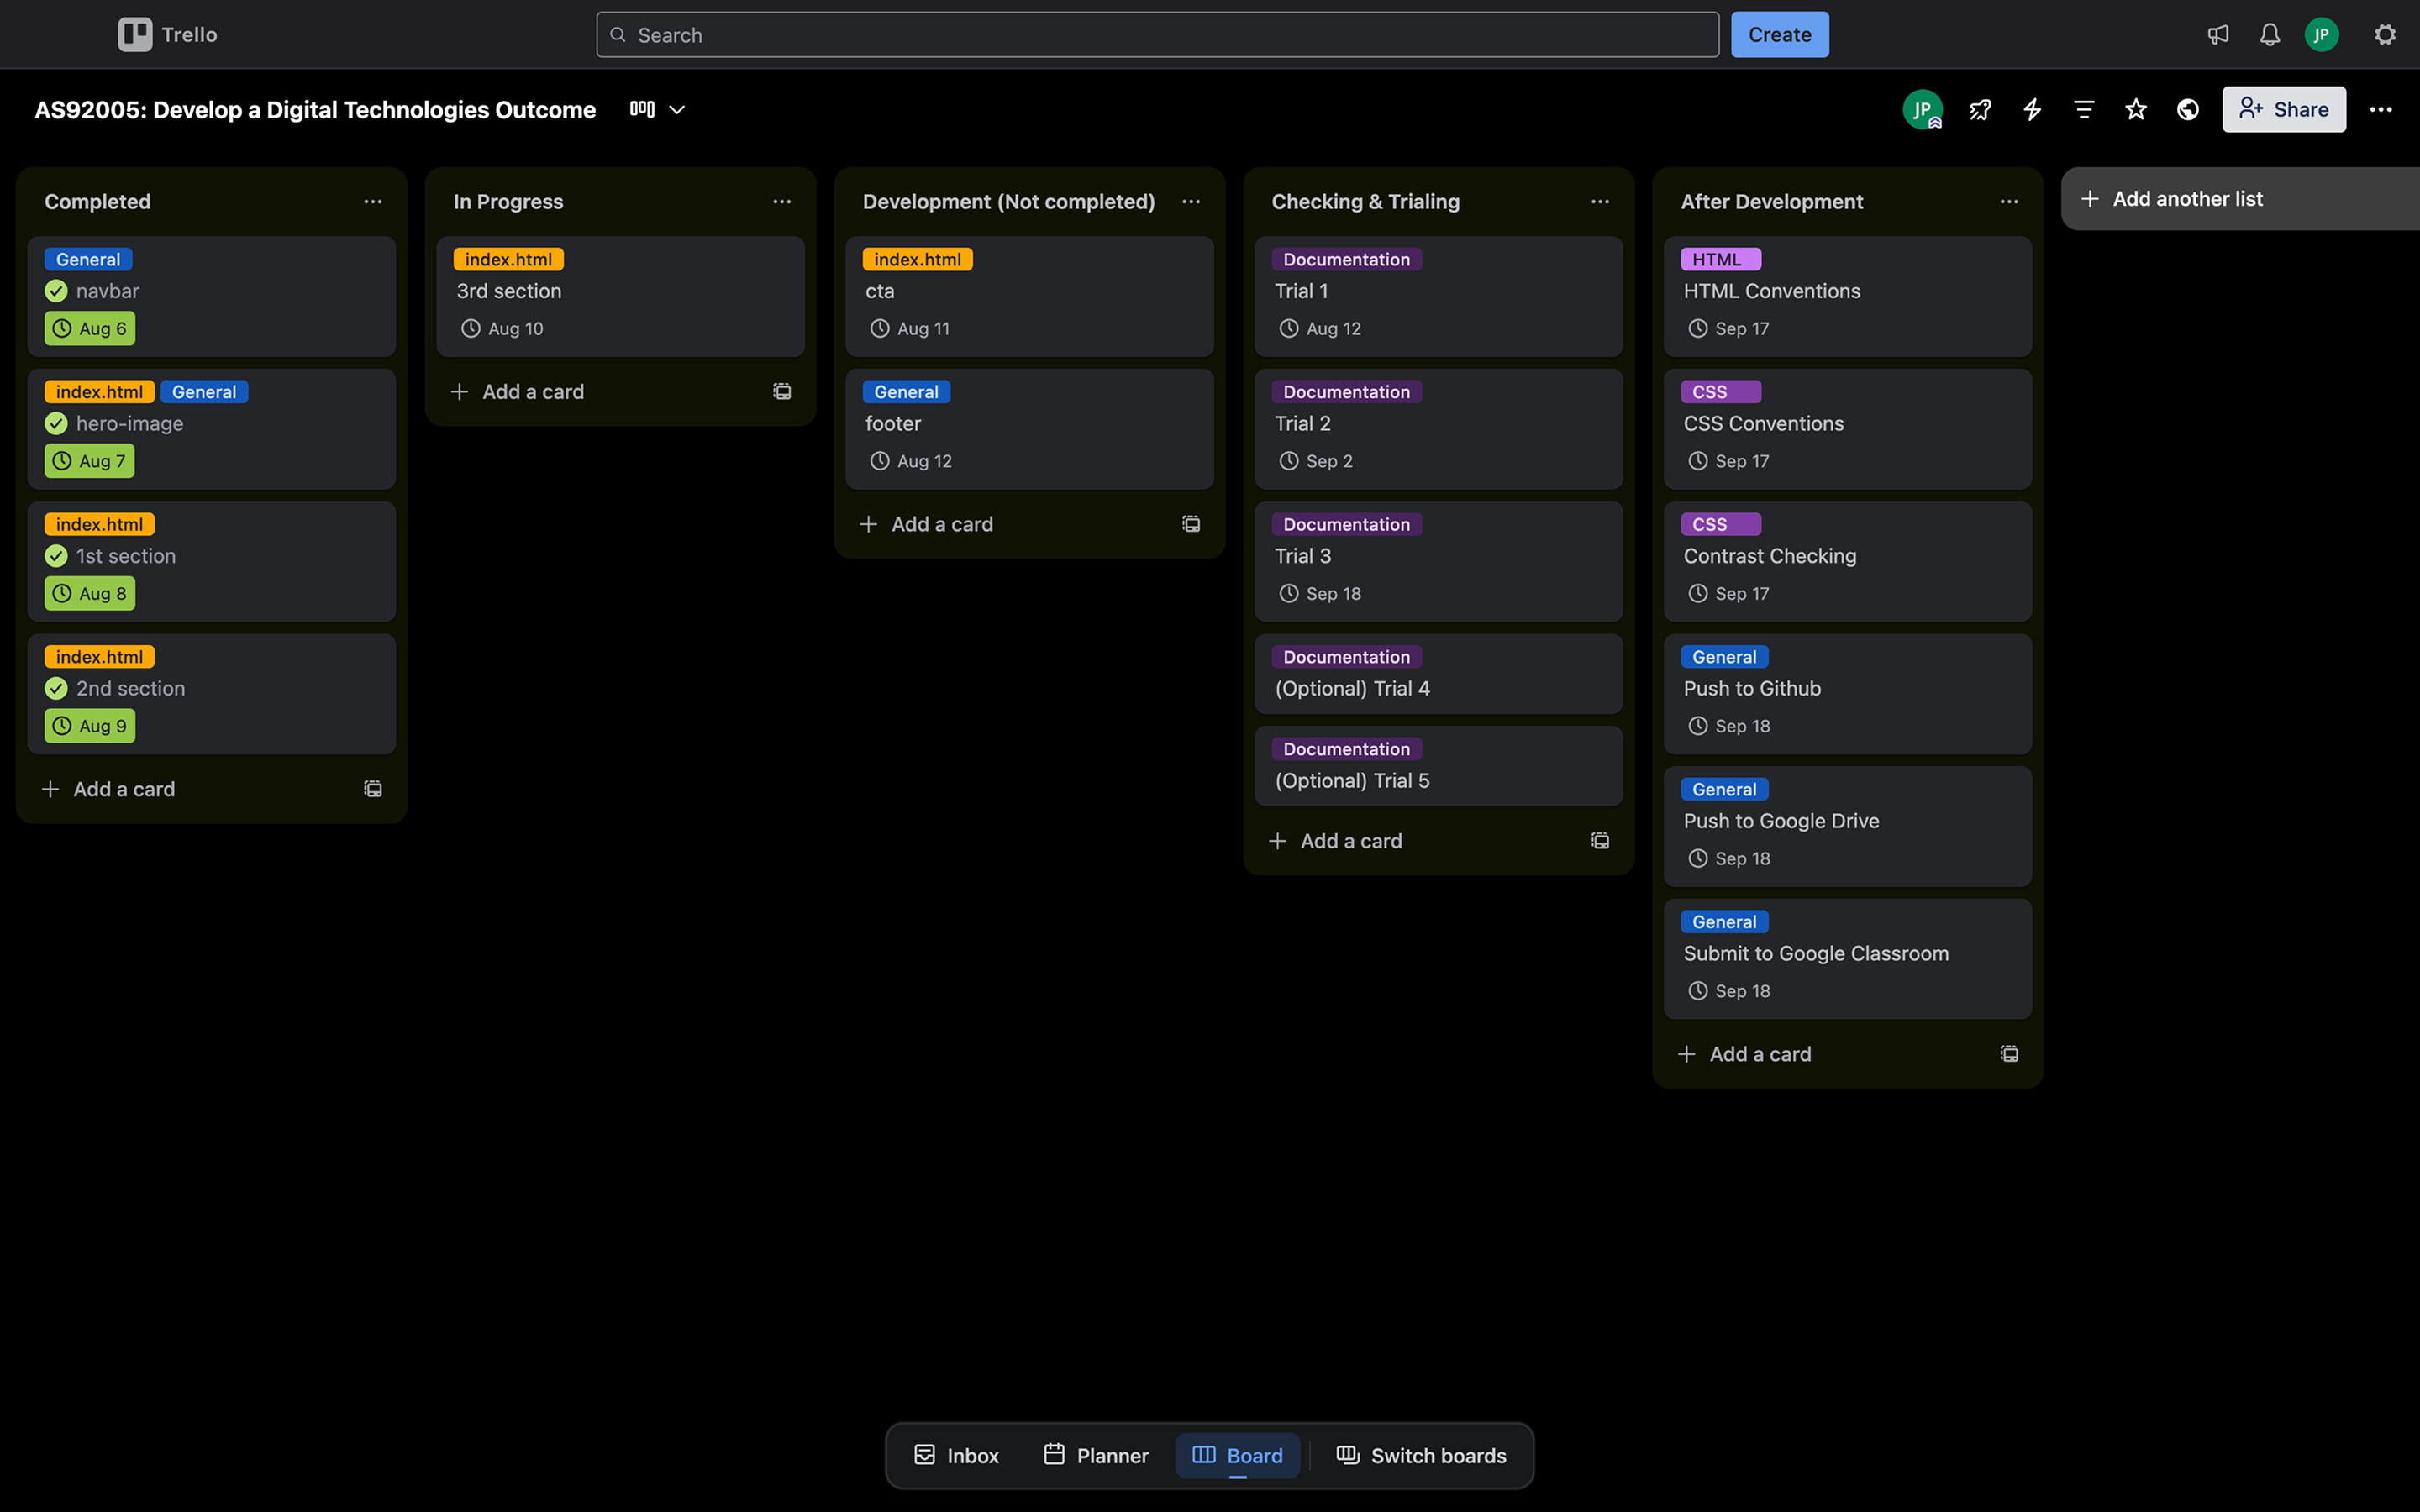 Trello
Search
Create
JP
AS92005: Develop a Digital Technologies Outcome
JP
Share
Completed
General
navbar
Aug 6
index.html General
hero-image
Aug 7
index.html
1st section
Aug 8
index.html
2nd section
Aug 9
Add a card
In Progress
index.html
3rd section
Aug 10
Add a card
Development (Not completed)
index.html
cta
Aug 11
General
footer
Aug 12
Add a card
Checking & Trialing
Documentation
Trial 1
Aug 12
Documentation
Trial 2
Sep 2
Documentation
Trial 3
Sep 18
Documentation
(Optional) Trial 4
Documentation
(Optional) Trial 5
Add a card
After Development
HTML
HTML Conventions
Sep 17
CSS
CSS Conventions
Sep 17
CSS
Contrast Checking
Sep 17
General
Push to Github
Sep 18
General
Push to Google Drive
Sep 18
General
Submit to Google Classroom
Sep 18
Add a card
Add another list
Inbox
Planner
Board
Switch boards